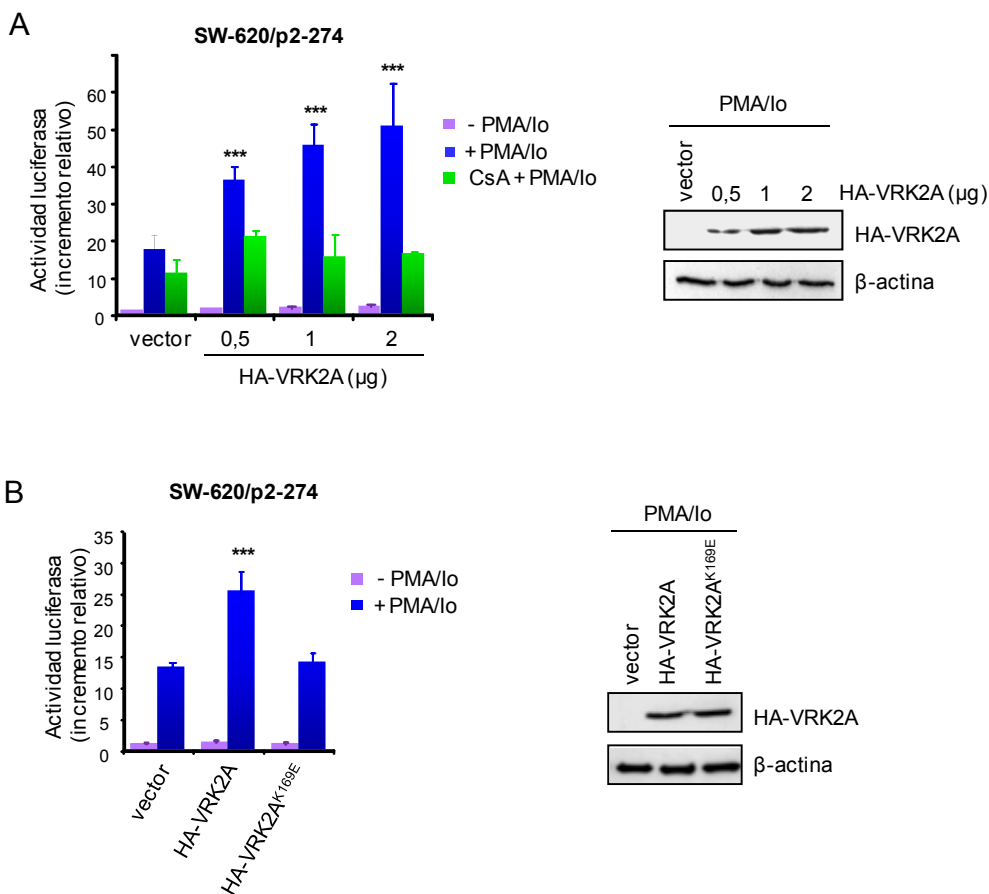 A
SW-620/p2-274
Actividad luciferasa
(incremento relativo)
60
50
40
30
20
10
0
***
***
***
- PMA/Io
+ PMA/Io
CsA + PMA/Io
vector
0,5
1
2
HA-VRK2A (µg)
PMA/Io
vector
0,5 1 2 HA-VRK2A (µg)
HA-VRK2A
β-actina
B
SW-620/p2-274
Actividad luciferasa
(incremento relativo)
35
30
25
20
15
10
5
0
***
- PMA/Io
+ PMA/Io
vector
HA-VRK2A
HA-VRK2AK169E
PMA/Io
vector
HA-VRK2A
HA-VRK2AK169E
HA-VRK2A
β-actina